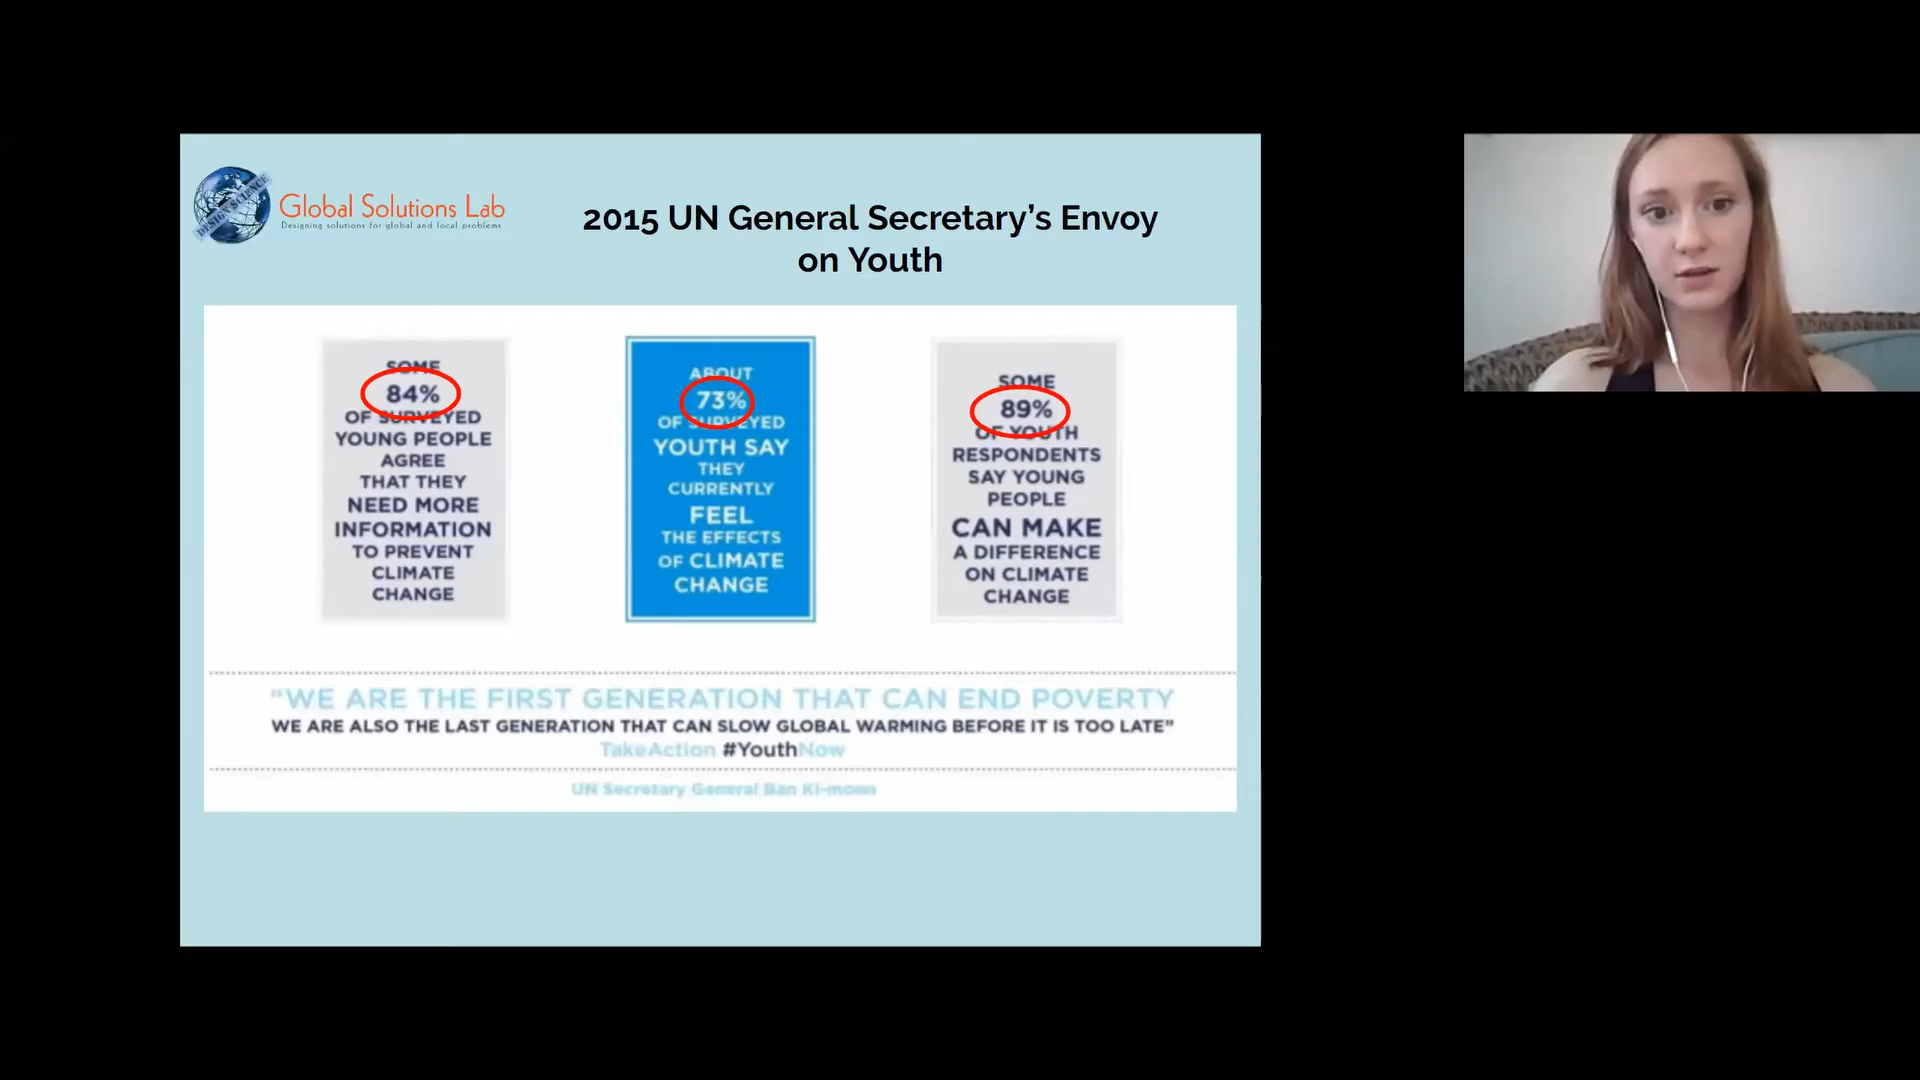 DESIGN SCIENCE
Global Solutions Lab
Designing solutions for global and local problems
2015 UN General Secretary's Envoy
on Youth
SOME
84%
OF SURVEYED
YOUNG PEOPLE
AGREE
THAT THEY
NEED MORE
INFORMATION
TO PREVENT
CLIMATE
CHANGE
ABOUT
73%
OF SURVEYED
YOUTH SAY
THEY
CURRENTLY
FEEL
THE EFFECTS
OF CLIMATE
CHANGE
SOME
89%
OF YOUTH
RESPONDENTS
SAY YOUNG
PEOPLE
CAN MAKE
A DIFFERENCE
ON CLIMATE
CHANGE
"WE ARE THE FIRST GENERATION THAT CAN END POVERTY
WE ARE ALSO THE LAST GENERATION THAT CAN SLOW GLOBAL WARMING BEFORE IT IS TOO LATE"
TakeAction #YouthNow
UN Secretary General Ban Ki-moon